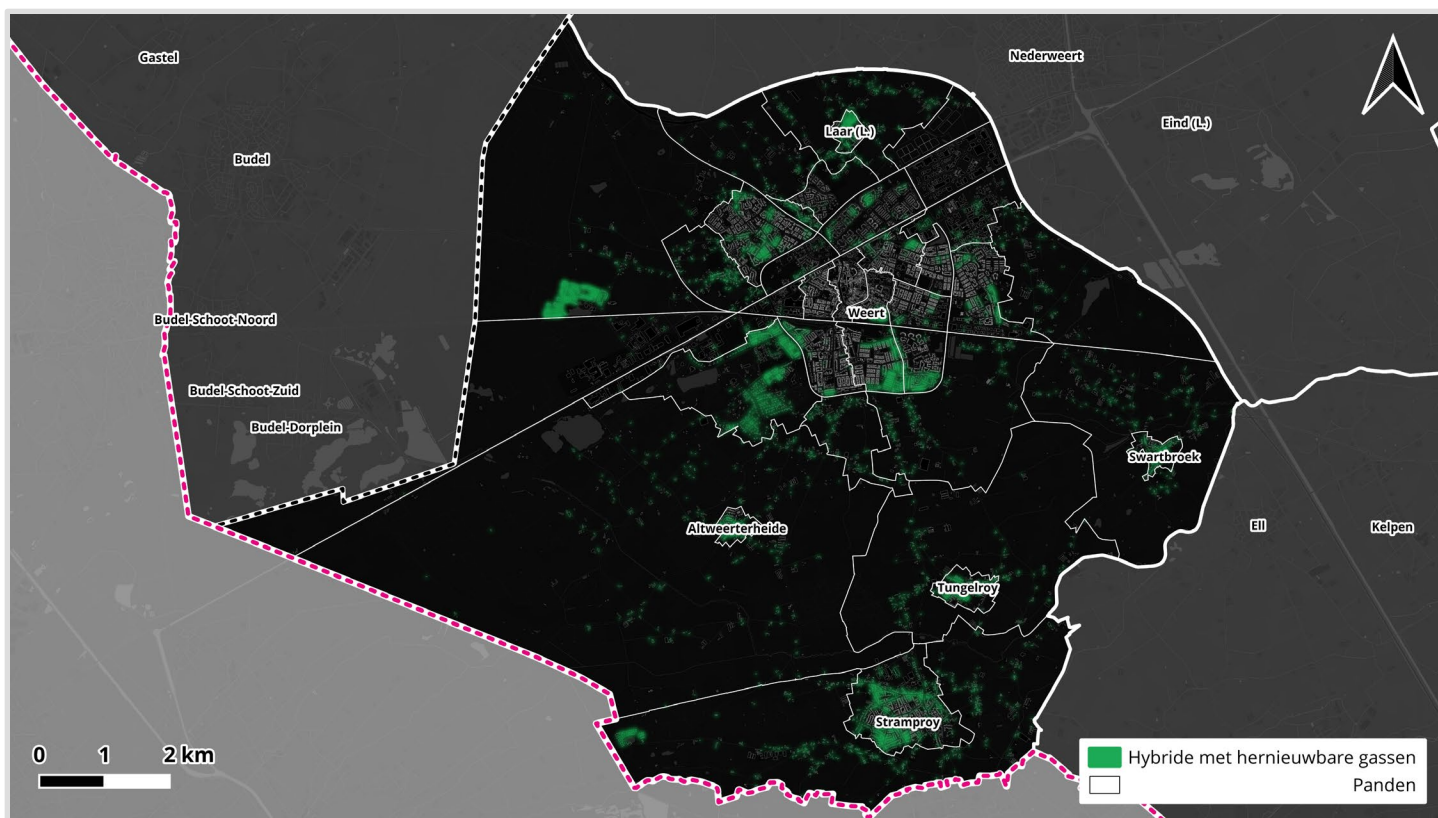 Gastel
Nederweert
Laar (L.)
Eind (L.)
Budel
Budel-Schoot-Noord
Weert
Budel-Schoot-Zuid
Budel-Dorplein
Swartbroek
Altweerterheide
Ell
Kelpen
Tungelroy
Stramproy
0 1 2 km
Hybride met hernieuwbare gassen
Panden